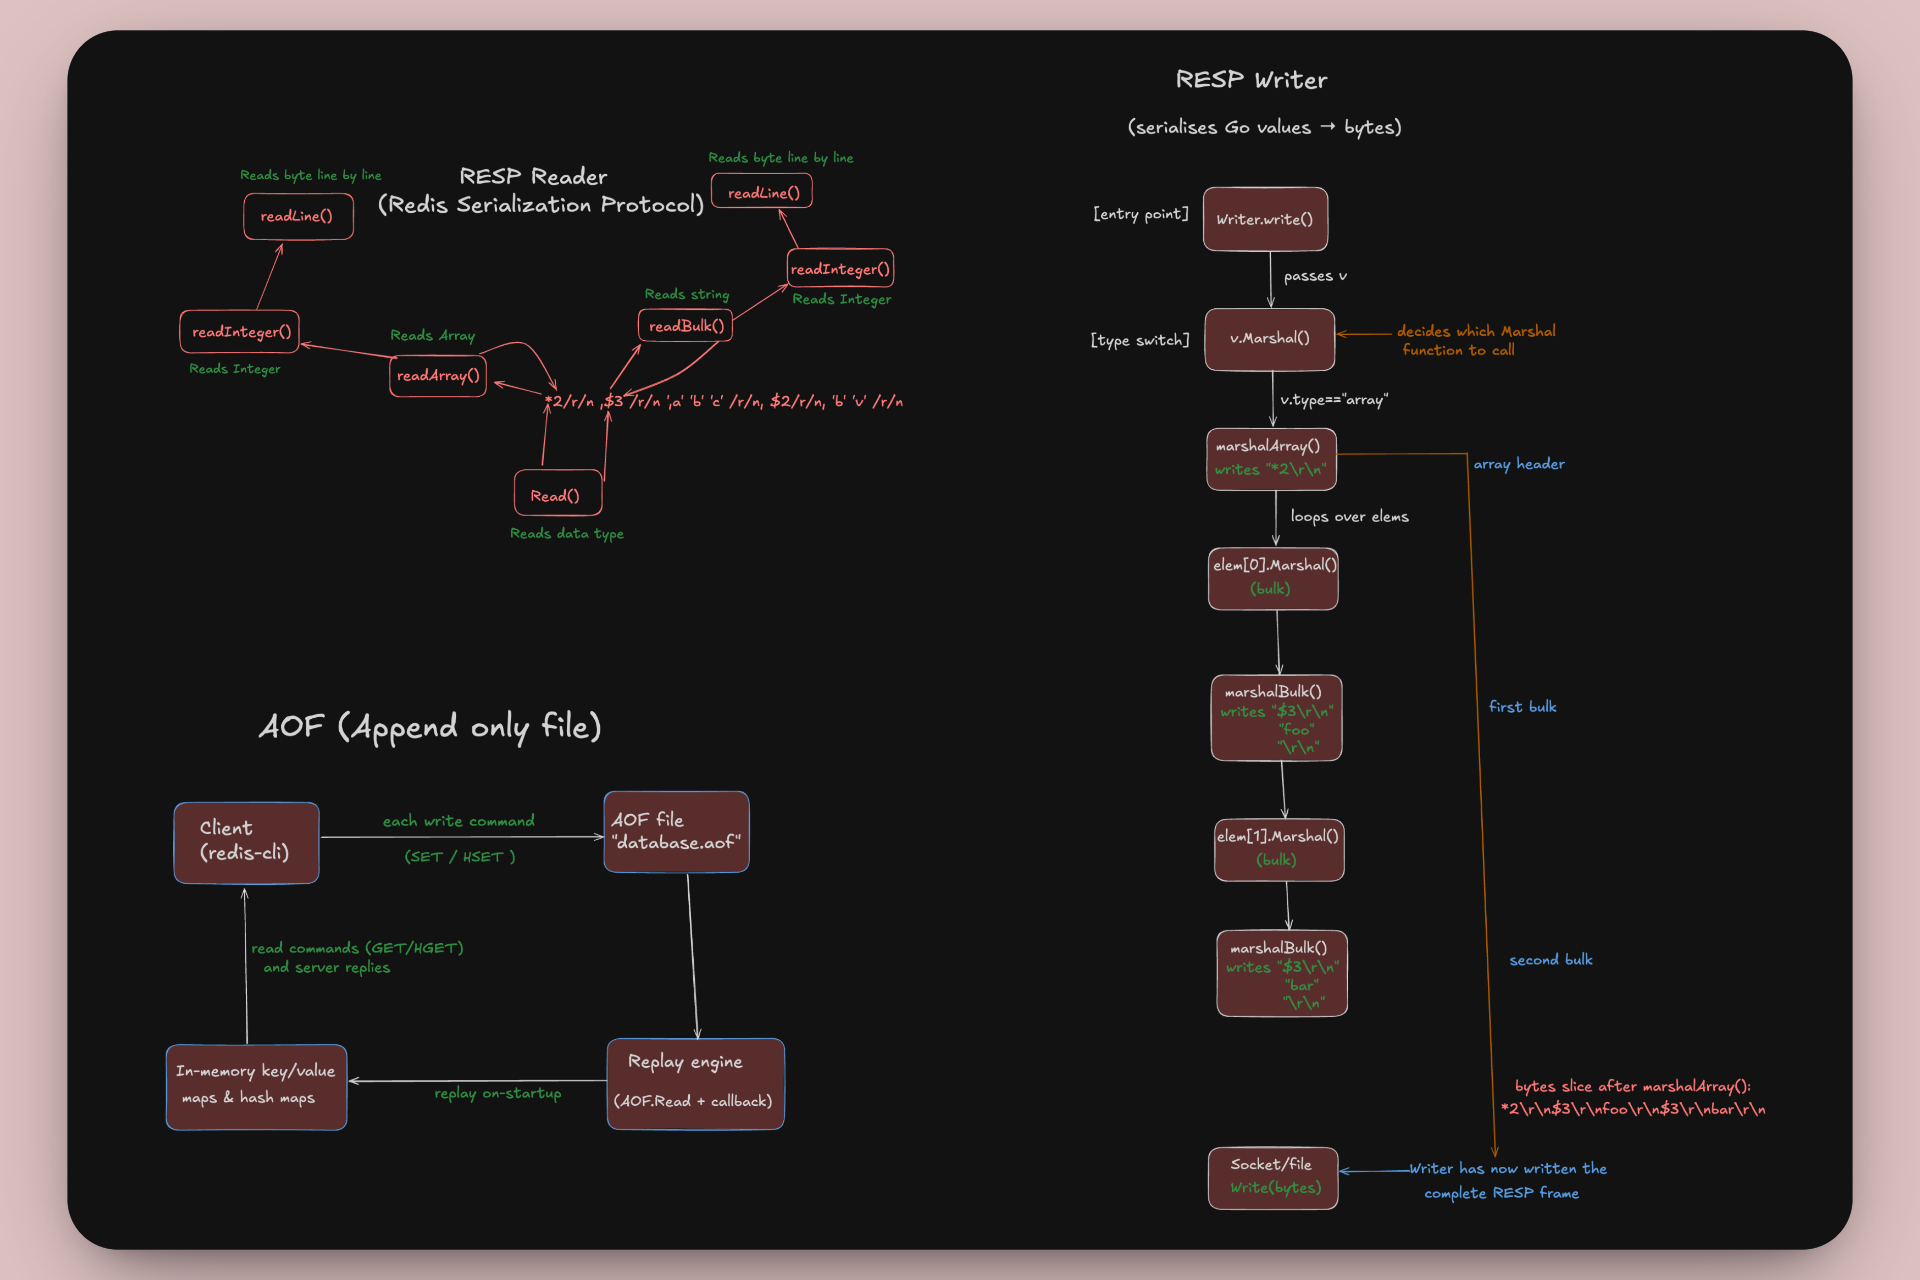 RESP Reader
(Redis Serialization Protocol)
Reads byte line by line
readLine()
Reads byte line by line
readLine()
readInteger()
Reads Integer
readInteger()
Reads Integer
Reads Array
readArray()
Reads string
readBulk()
*2/r/n ,$3 /r/n ',a' 'b' 'c' /r/n, $2/r/n, 'b' 'v' /r/n
Read()
Reads data type
AOF (Append only file)
Client
(redis-cli)
each write command
(SET / HSET )
AOF file
"database.aof"
read commands (GET/HGET)
and server replies
In-memory key/value
maps & hash maps
replay on-startup
Replay engine
(AOF.Read + callback)
RESP Writer
(serialises Go values → bytes)
[entry point]
Writer.write()
passes v
[type switch]
v.Marshal()
decides which Marshal
function to call
v.type=="array"
marshalArray()
writes "*2\r\n"
array header
loops over elems
elem[0].Marshal()
(bulk)
marshalBulk()
writes "$3\r\n"
"foo"
"\r\n"
first bulk
elem[1].Marshal()
(bulk)
marshalBulk()
writes "$3\r\n"
"bar"
"\r\n"
second bulk
bytes slice after marshalArray():
*2\r\n$3\r\nfoo\r\n$3\r\nbar\r\n
Socket/file
Write(bytes)
Writer has now written the
complete RESP frame